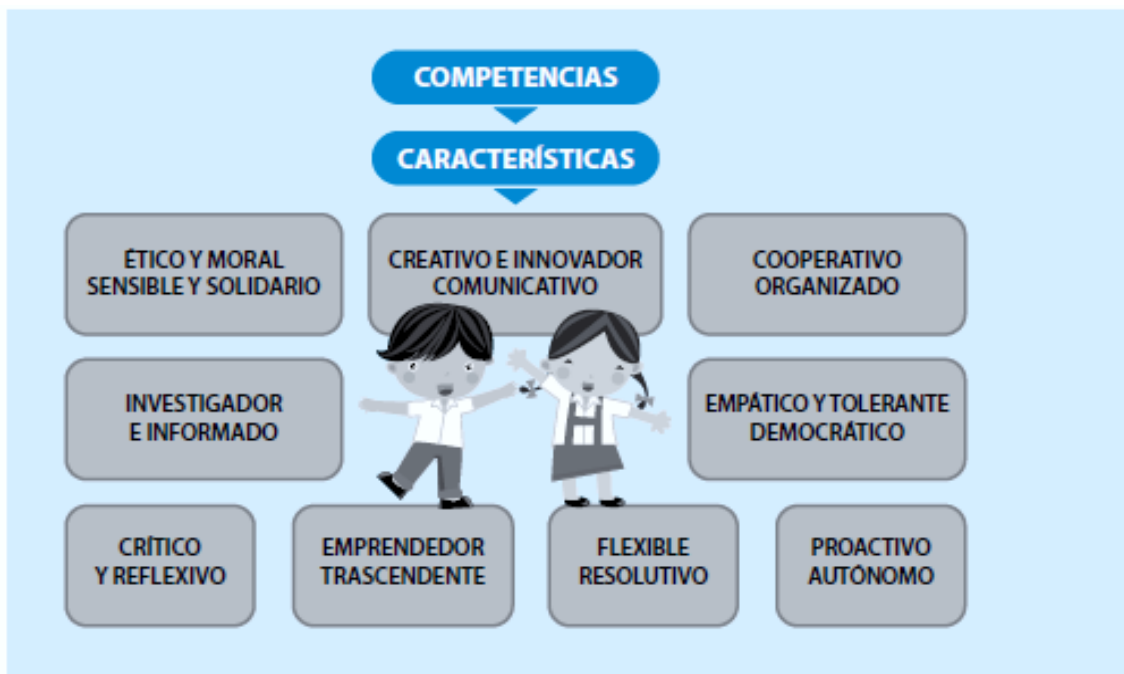 COMPETENCIAS
CARACTERÍSTICAS
ÉTICO Y MORAL
SENSIBLE Y SOLIDARIO
CREATIVO E INNOVADOR
COMUNICATIVO
COOPERATIVO
ORGANIZADO
INVESTIGADOR
E INFORMADO
EMPÁTICO Y TOLERANTE
DEMOCRÁTICO
CRÍTICO
Y REFLEXIVO
EMPRENDEDOR
TRASCENDENTE
FLEXIBLE
RESOLUTIVO
PROACTIVO
AUTÓNOMO